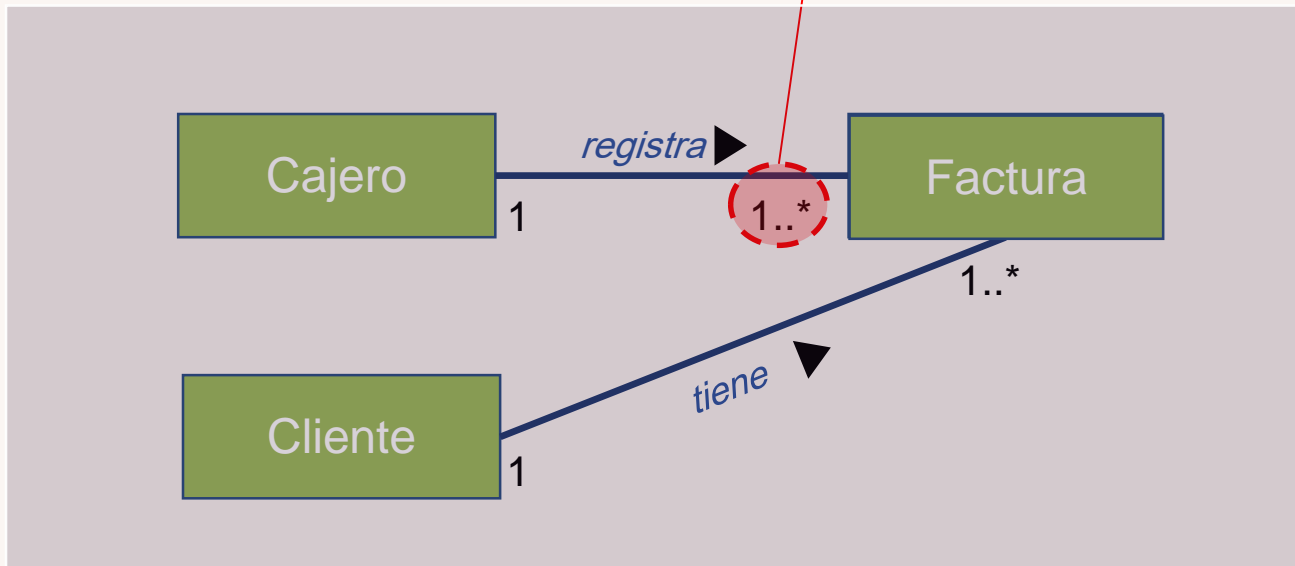 registra
Cajero
Factura
1
1..*
1..*
tiene
Cliente
1